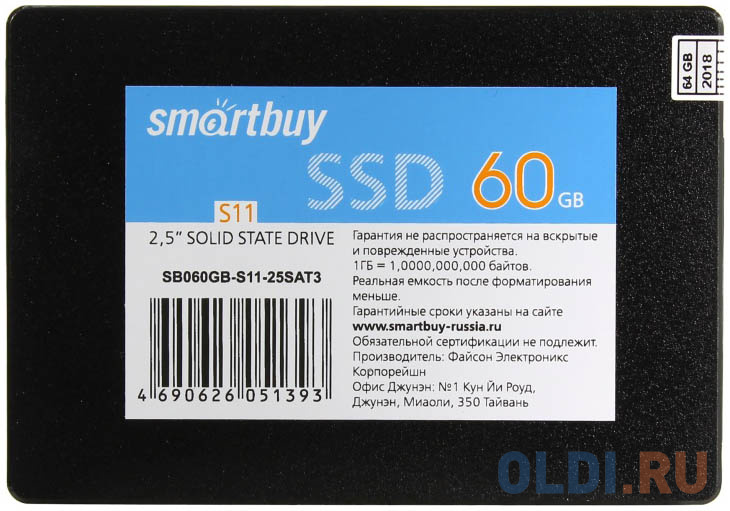 smartbuy
SSD 60 GB
S11
2,5” SOLID STATE DRIVE
SB060GB-S11-25SAT3
4 690626 051393
Гарантия не распространяется на вскрытые
и поврежденные устройства.
1ГБ = 1,0000,000,000 байтов.
Реальная емкость после форматирования
меньше.
Гарантийные сроки указаны на сайте
www.smartbuy-russia.ru
Обязательной сертификации не подлежит.
Производитель: Файсон Электроникс
Корпорейшн
Офис Джунэн: №1 Кун Йи Роуд,
Джунэн, Миаоли, 350 Тайвань
64 GB
2018
OLDI.RU